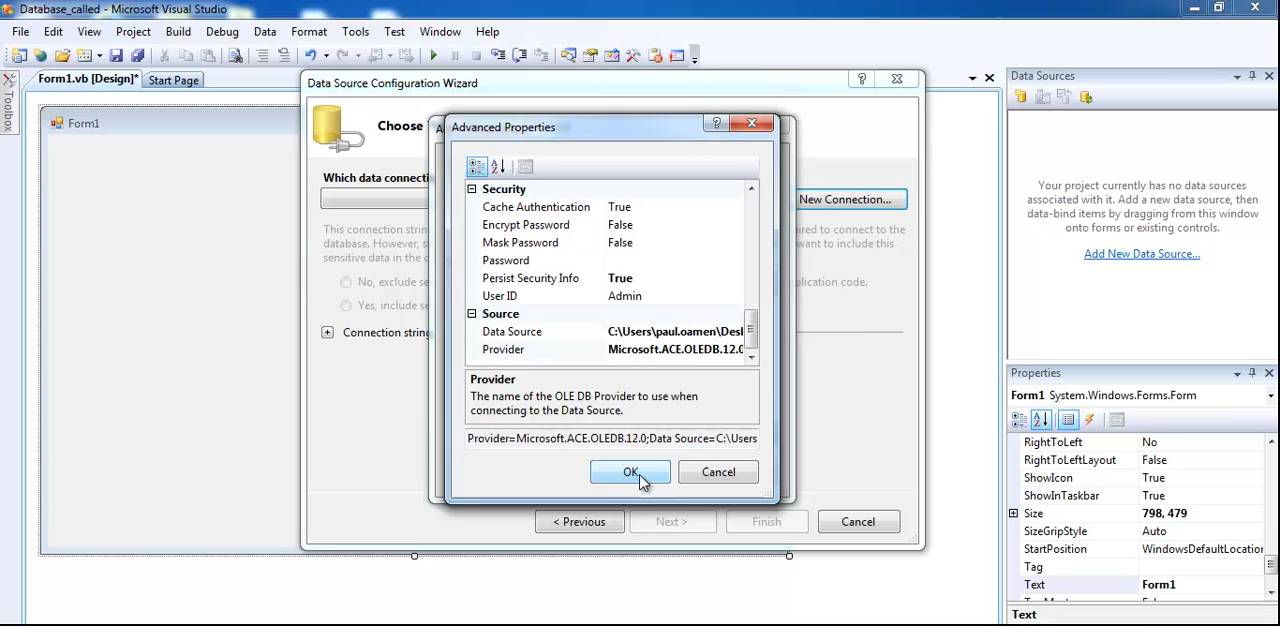 Database_called - Microsoft Visual Studio
File Edit View Project Build Debug Data Format Tools Test Window Help
Form1.vb [Design]* Start Page
Toolbox
Form1
Data Source Configuration Wizard
Choose
Which data connecti
New Connection...
This connection string
uired to connect to the
database. However, s
want to include this
sensitive data in the c
No, exclude se
plication code.
Yes, include se
Connection string
< Previous Next > Finish Cancel
Advanced Properties
Security
Cache Authentication True
Encrypt Password False
Mask Password False
Password
Persist Security Info True
User ID Admin
Source
Data Source C:\Users\paul.oamen\Des
Provider Microsoft.ACE.OLEDB.12.0
Provider
The name of the OLE DB Provider to use when
connecting to the Data Source.
Provider=Microsoft.ACE.OLEDB.12.0;Data Source=C:\Users
OK Cancel
Data Sources
Your project currently has no data sources
associated with it. Add a new data source, then
data-bind items by dragging from this window
onto forms or existing controls.
Add New Data Source...
Properties
Form1 System.Windows.Forms.Form
RightToLeft No
RightToLeftLayout False
ShowIcon True
ShowInTaskbar True
Size 798, 479
SizeGripStyle Auto
StartPosition WindowsDefaultLocation
Tag
Text Form1
Text